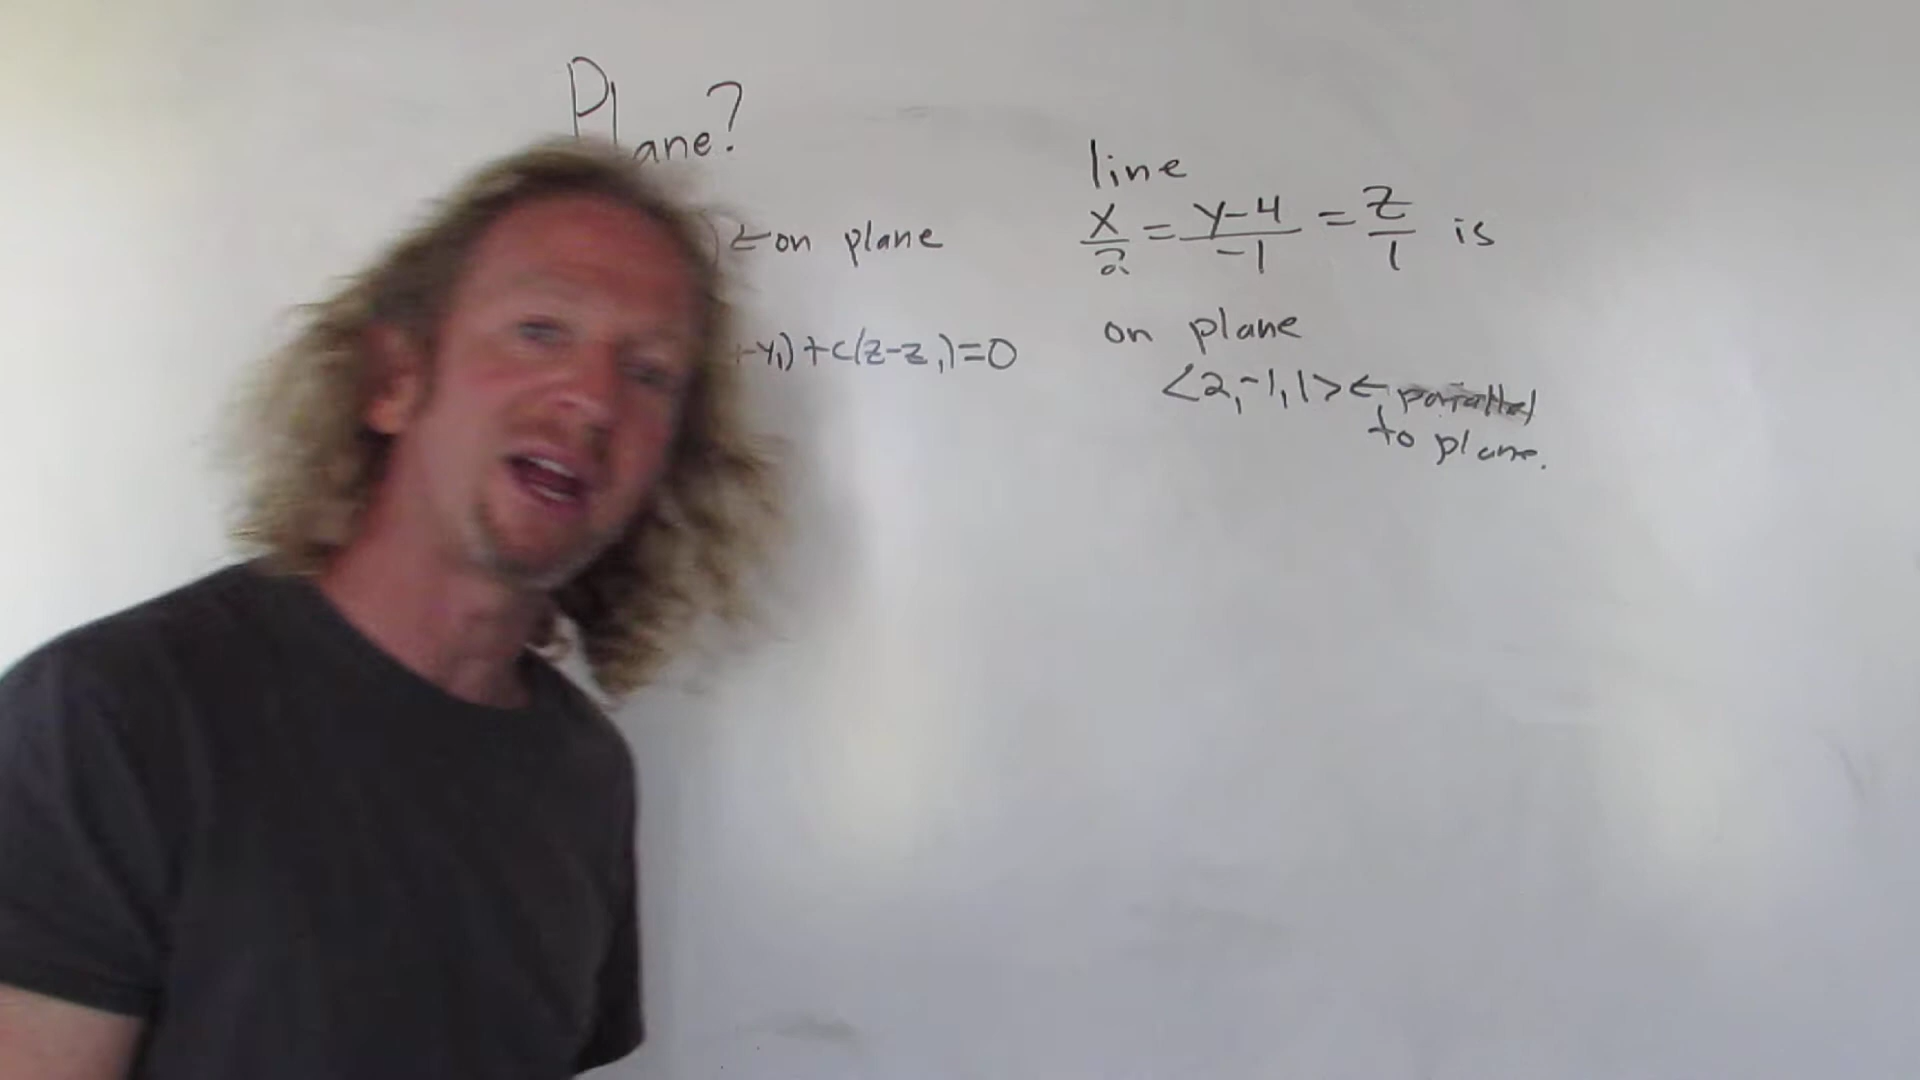 Plane?
) ← on plane
-y₁) + c(z-z₁) = 0
line
x/2 = y-4/-1 = z/1 is
on plane
<2, -1, 1> ← parallel
to plane.